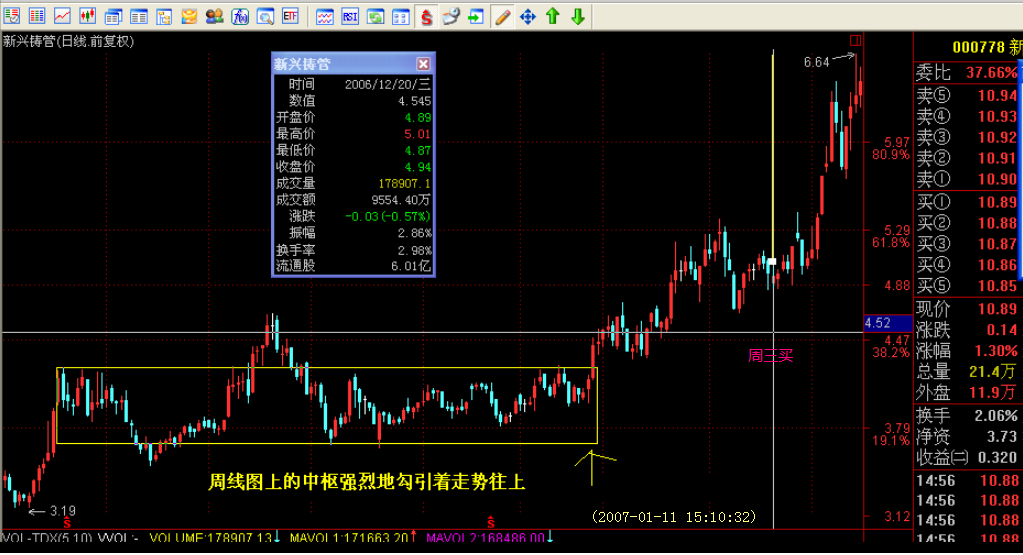 ETF
RSI
新兴铸管(日线.前复权)
新兴铸管
时间 2006/12/20/三
数值 4.545
开盘价 4.89
最高价 5.01
最低价 4.87
收盘价 4.94
成交量 178907.1
成交额 9554.40万
涨跌 -0.03(-0.57%)
振幅 2.86%
换手率 2.98%
流通股 6.01亿
6.64
周三买
周线图上的中枢强烈地勾引着走势往上
3.19
(2007-01-11 15:10:32)
5.97
80.9%
5.29
61.8%
4.88
4.52
4.47
38.2%
3.79
19.1%
3.12
000778 新
委比 37.66%
卖⑤ 10.94
卖④ 10.93
卖③ 10.92
卖② 10.91
卖① 10.90
买① 10.89
买② 10.88
买③ 10.87
买④ 10.86
买⑤ 10.85
现价 10.89
涨跌 0.14
涨幅 1.30%
总量 21.4万
外盘 11.9万
换手 2.06%
净资 3.73
收益㈡ 0.320
14:56 10.88
14:56 10.88
14:56 10.88
14:56 10.88
VOL-TDX(5,10) VVOL:- VOLUME:178907.13↓ MAVOL1:171663.20↑ MAVOL2:168486.00↓